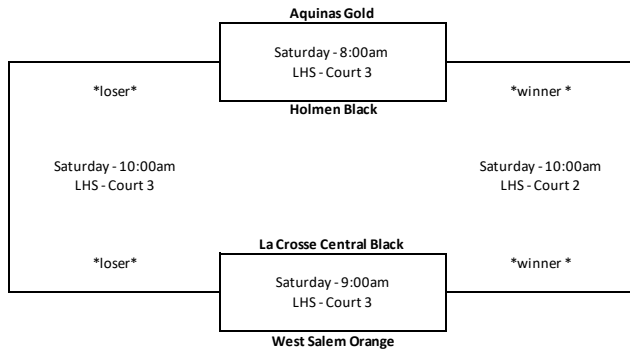 Aquinas Gold
Saturday - 8:00am
LHS - Court 3
*loser*
*winner *
Holmen Black
Saturday - 10:00am
LHS - Court 3
Saturday - 10:00am
LHS - Court 2
La Crosse Central Black
*loser*
*winner *
Saturday - 9:00am
LHS - Court 3
West Salem Orange